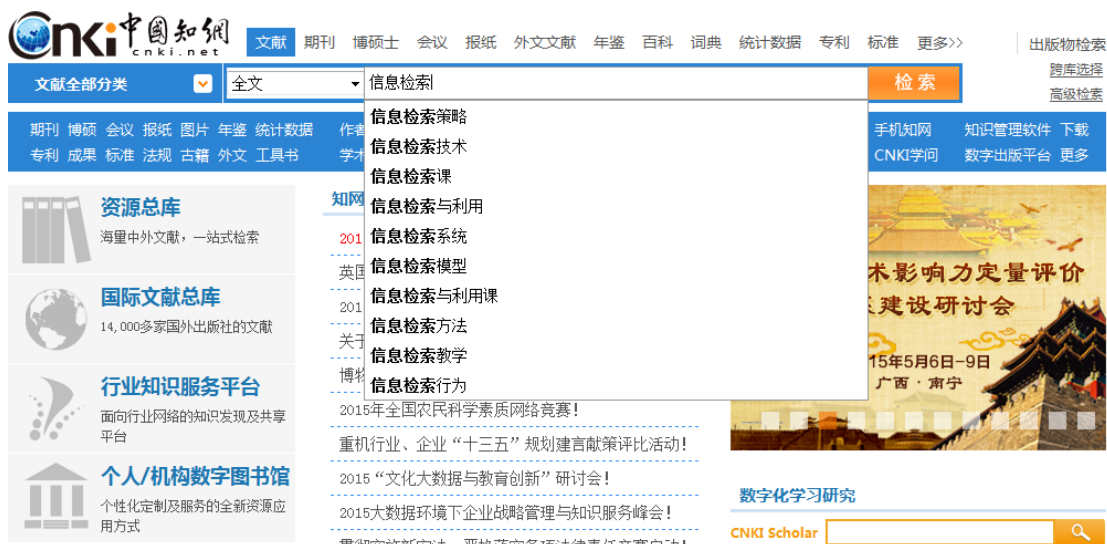 CNKi中國知網
cnki.net
文献 期刊 博硕士 会议 报纸 外文文献 年鉴 百科 词典 统计数据 专利 标准 更多>>
出版物检索
跨库选择
高级检索
文献全部分类 全文 信息检索 检索
信息检索策略
信息检索技术
信息检索课
信息检索与利用
信息检索系统
信息检索模型
信息检索与利用课
信息检索方法
信息检索教学
信息检索行为
期刊 博硕 会议 报纸 图片 年鉴 统计数据 作者 手机知网 知识管理软件 下载
专利 成果 标准 法规 古籍 外文 工具书 学术 CNKI学问 数字出版平台 更多
资源总库
海量中外文献，一站式检索
国际文献总库
14,000多家国外出版社的文献
行业知识服务平台
面向行业网络的知识发现及共享
平台
个人/机构数字图书馆
个性化定制及服务的全新资源应
用方式
知网
201
英国
201
关于
博物
2015年全国农民科学素质网络竞赛!
重机行业、企业“十三五”规划建言献策评比活动!
2015“文化大数据与教育创新”研讨会!
2015大数据环境下企业战略管理与知识服务峰会!
术影响力定量评价
建设研讨会
15年5月6日-9日
广西·南宁
数字化学习研究
CNKI Scholar